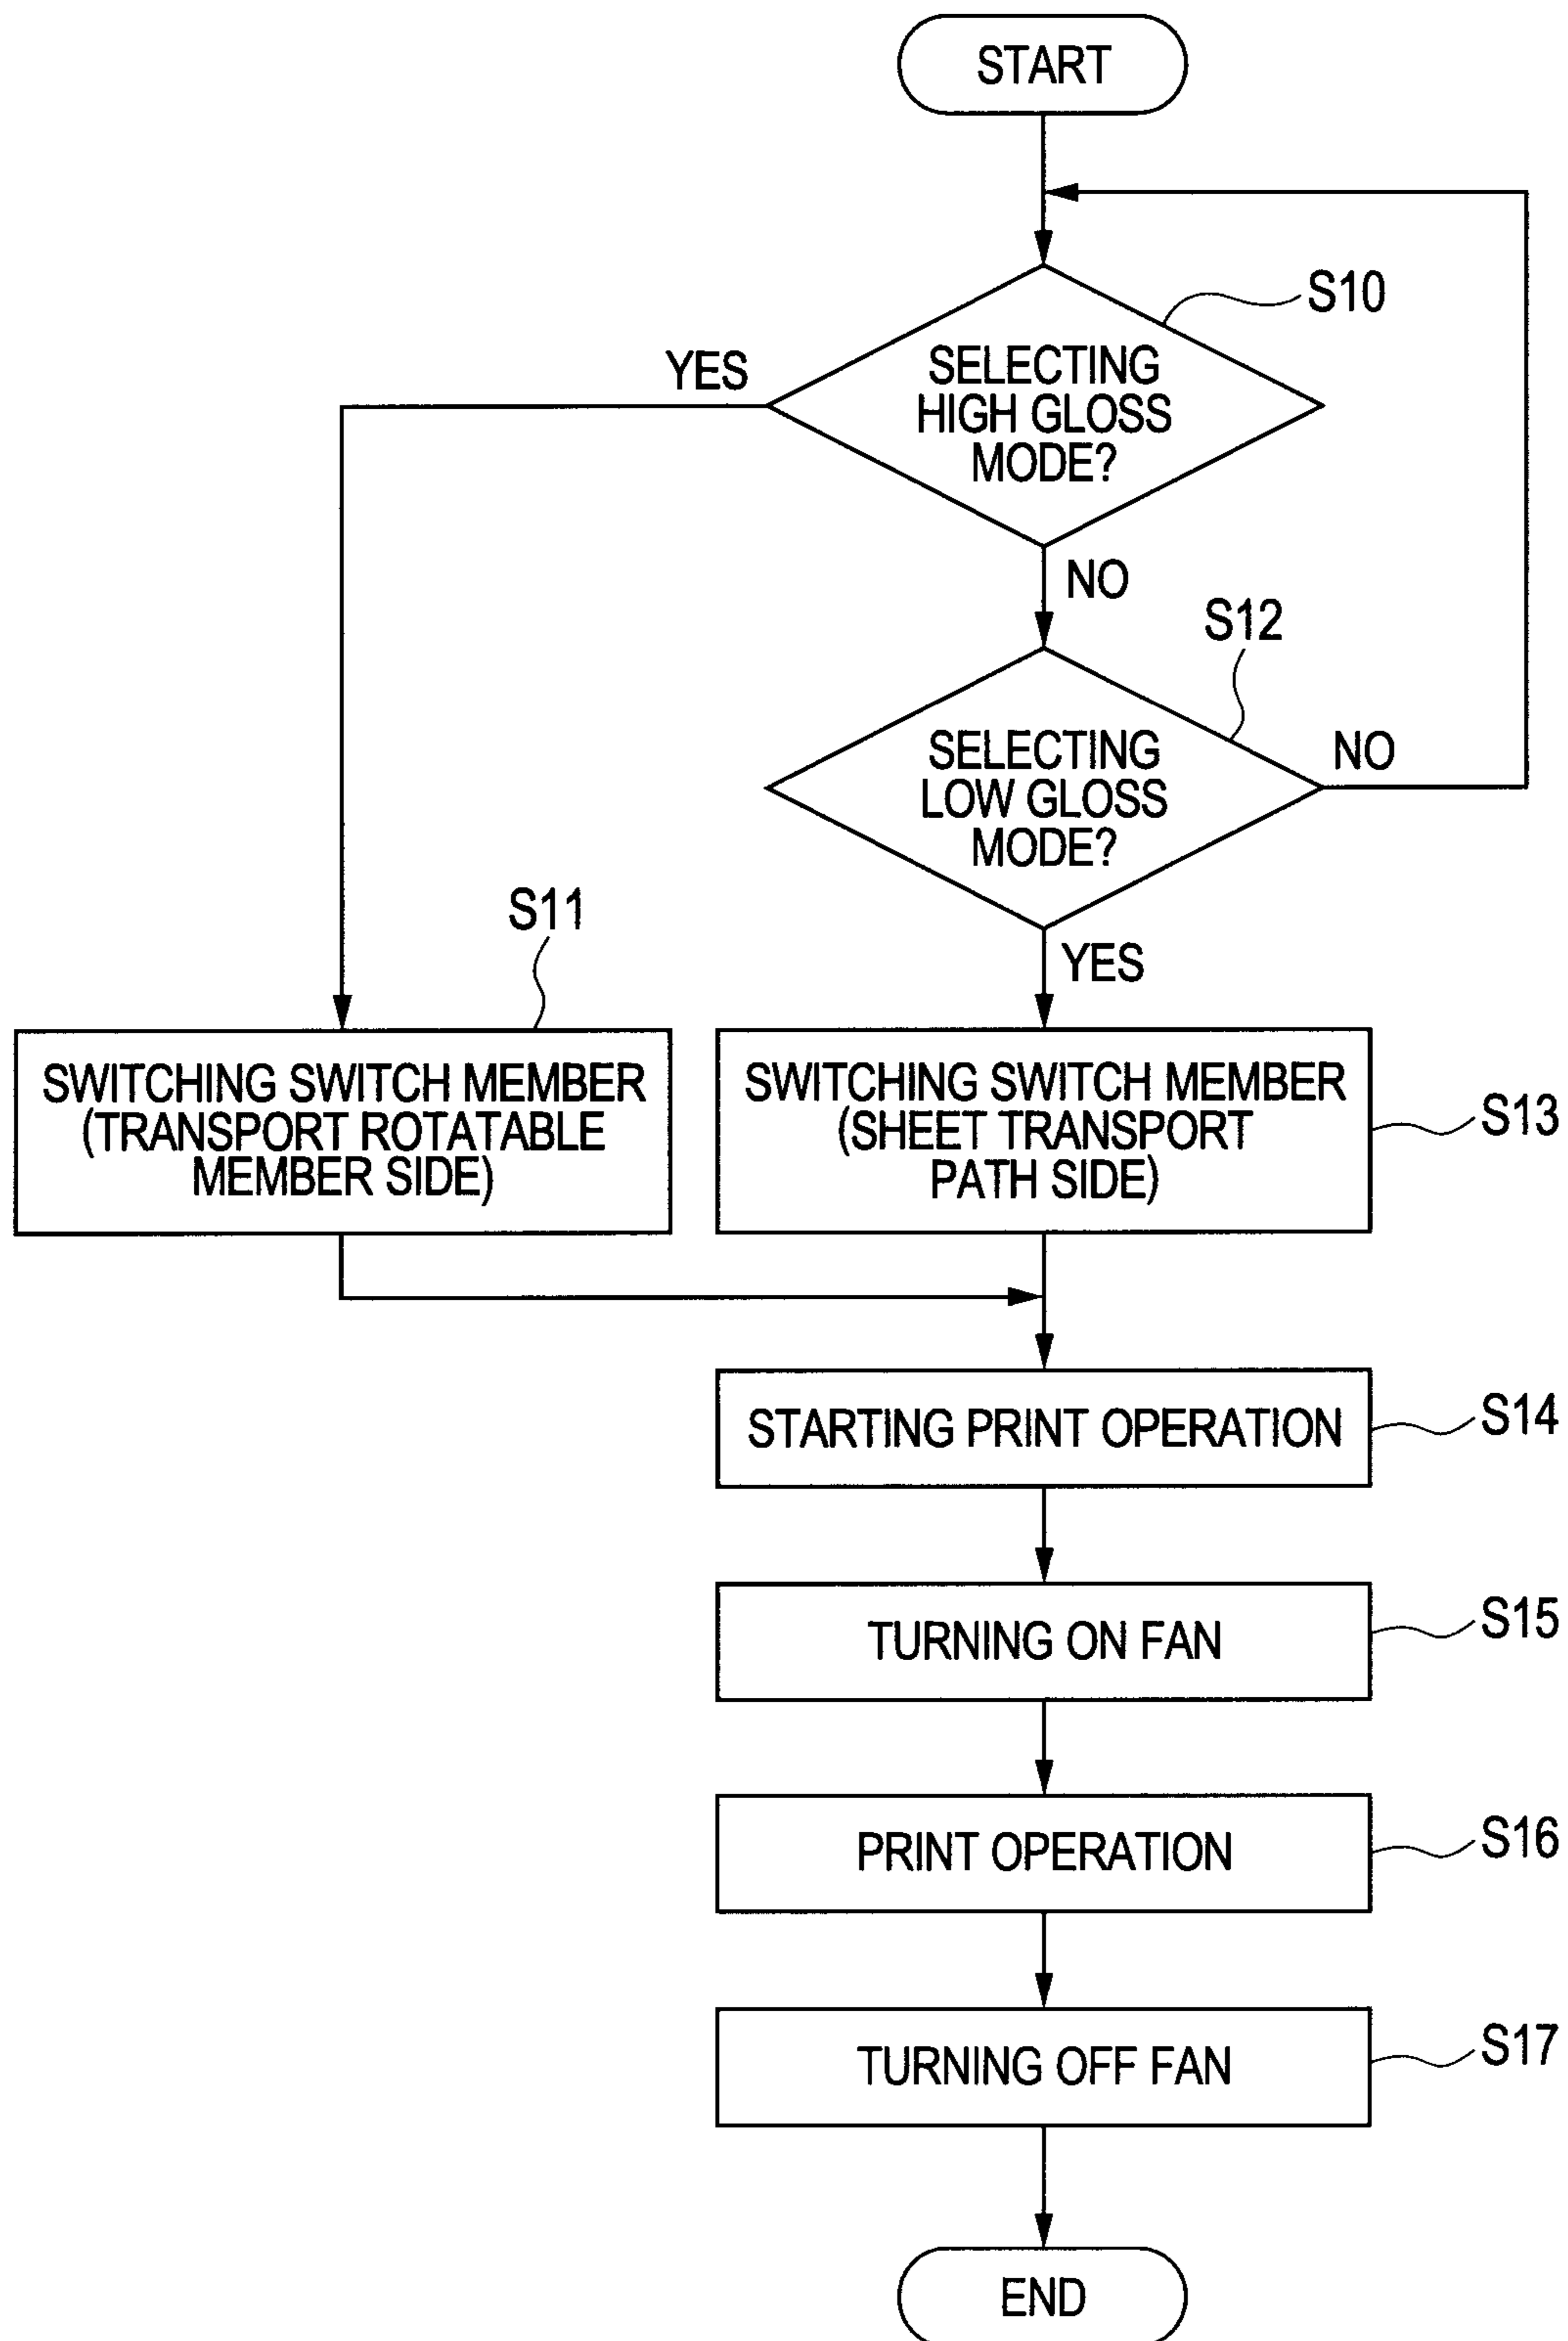 START
S10
SELECTING
HIGH GLOSS
MODE?
YES
NO
S12
SELECTING
LOW GLOSS
MODE?
NO
YES
S11
SWITCHING SWITCH MEMBER
(TRANSPORT ROTATABLE
MEMBER SIDE)
SWITCHING SWITCH MEMBER
(SHEET TRANSPORT
PATH SIDE)
S13
STARTING PRINT OPERATION
S14
TURNING ON FAN
S15
PRINT OPERATION
S16
TURNING OFF FAN
S17
END